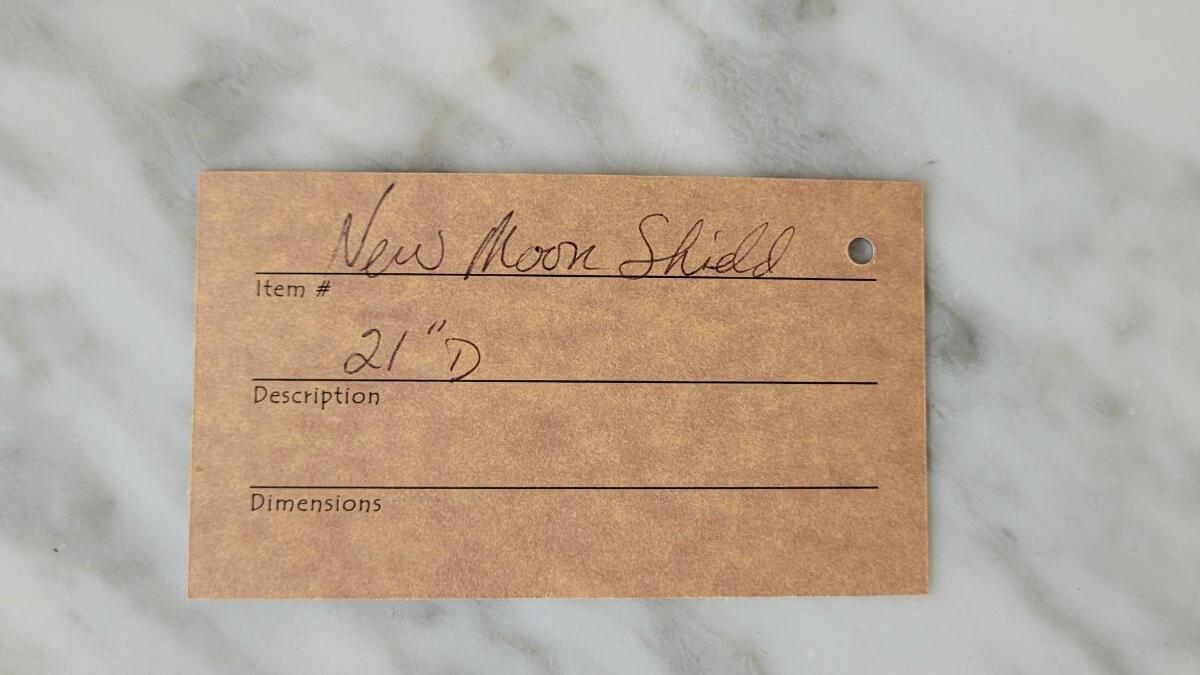 New Moon Shield
Item #
21" D
Description
Dimensions